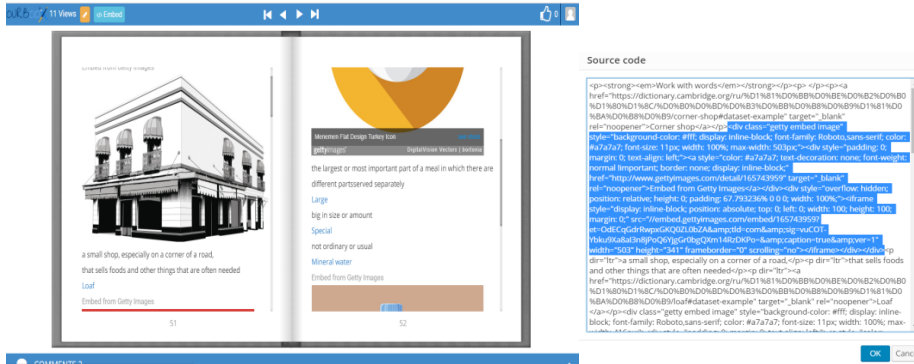 11 Views
Embed
0
Embed from Getty Images
a small shop, especially on a corner of a road,
that sells foods and other things that are often needed
Loaf
Embed from Getty Images
51
Menemen Flat Design Turkey Icon
gettyimages
DigitalVision Vectors | bortonia
the largest or most important part of a meal in which there are
different partsserved separately
Large
big in size or amount
Special
not ordinary or usual
Mineral water
Embed from Getty Images
52
COMMENTS 2
Source code
<p><strong><em>Work with words</em></strong></p><p> </p><p><a
href="https://dictionary.cambridge.org/ru/%D1%81%D0%BB%D0%BE%D0%B2%D0%B0
%D1%80%D1%8C/%D0%B0%D0%BD%D0%B3%D0%BB%D0%B8%D0%B9%D1%81%D0
%BA%D0%B8%D0%B9/corner-shop#dataset-example" target="_blank"
rel="noopener">Corner shop</a></p><div class="getty embed image"
style="background-color: #fff; display: inline-block; font-family: Roboto,sans-serif; color:
#a7a7a7; font-size: 11px; width: 100%; max-width: 503px;"><div style="padding: 0;
margin: 0; text-align: left;"><a style="color: #a7a7a7; text-decoration: none; font-weight:
normal !important; border: none; display: inline-block;"
href="http://www.gettyimages.com/detail/165743959" target="_blank"
rel="noopener">Embed from Getty Images</a></div><div style="overflow: hidden;
position: relative; height: 0; padding: 67.793236% 0 0 0; width: 100%;"><iframe
style="display: inline-block; position: absolute; top: 0; left: 0; width: 100; height: 100;
margin: 0;" src="//embed.gettyimages.com/embed/165743959?
width="503" height="341" frameborder="0" scrolling="no"></iframe></div></div><p
dir="ltr">a small shop, especially on a corner of a road,</p><p dir="ltr">that sells foods
and other things that are often needed</p><p dir="ltr"><a
href="https://dictionary.cambridge.org/ru/%D1%81%D0%BB%D0%BE%D0%B2%D0%B0
%D1%80%D1%8C/%D0%B0%D0%BD%D0%B3%D0%BB%D0%B8%D0%B9%D1%81%D0
%BA%D0%B8%D0%B9/loaf#dataset-example" target="_blank" rel="noopener">Loaf
</a></p><div class="getty embed image" style="background-color: #fff; display: inline-
block; font-family: Roboto,sans-serif; color: #a7a7a7; font-size: 11px; width: 100%; max-
OK
Canc